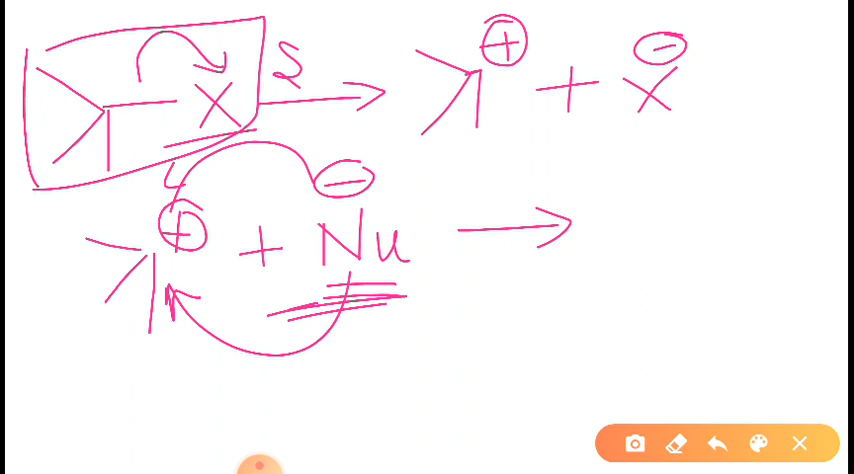 X S → ⊕ + X ⊖
⊕ + Nu ⊖ →